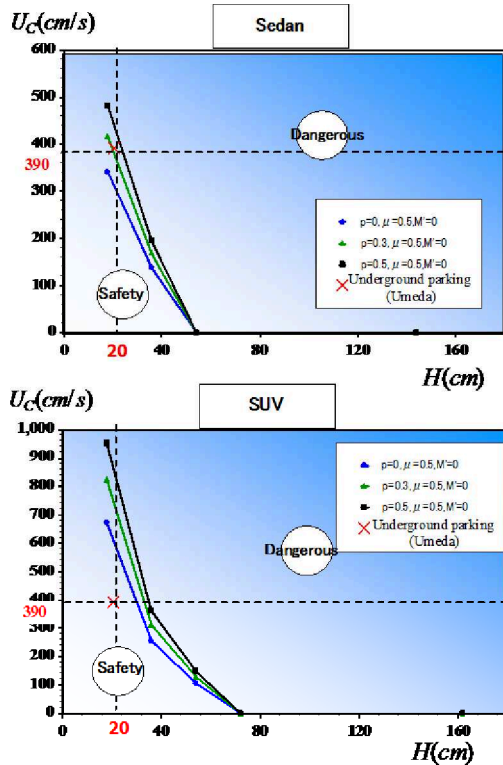 U_C(cm/s)
Sedan
600
500
400
390
300
200
100
0
Dangerous
Safety
p=0, μ=0.5,M'=0
p=0.3, μ=0.5,M'=0
p=0.5, μ=0.5,M'=0
Underground parking
(Umeda)
0 20 40 80 120 160
H(cm)
U_C(cm/s)
SUV
1,000
900
800
700
600
500
400
390
300
200
100
0
p=0, μ=0.5,M'=0
p=0.3, μ=0.5,M'=0
p=0.5, μ=0.5,M'=0
Underground parking
(Umeda)
Dangerous
Safety
0 20 40 80 120 160
H(cm)